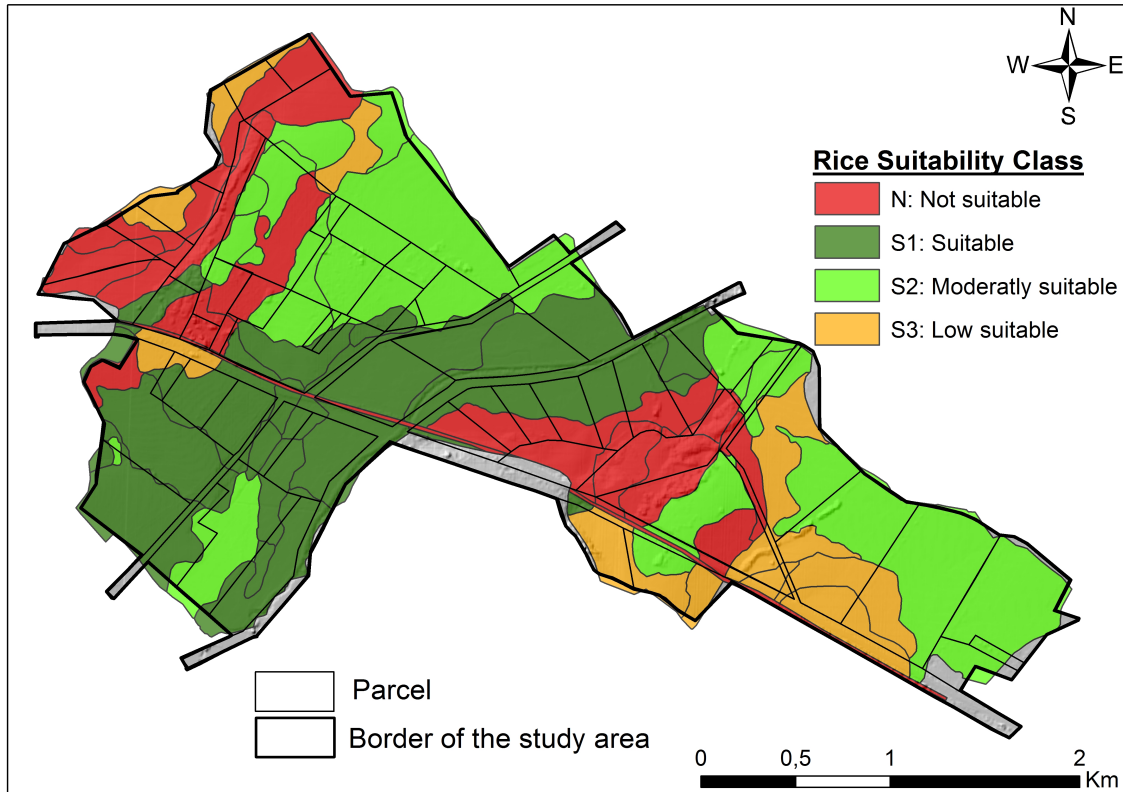 N
W E
S
Rice Suitability Class
N: Not suitable
S1: Suitable
S2: Moderatly suitable
S3: Low suitable
Parcel
Border of the study area
0 0,5 1 2
Km